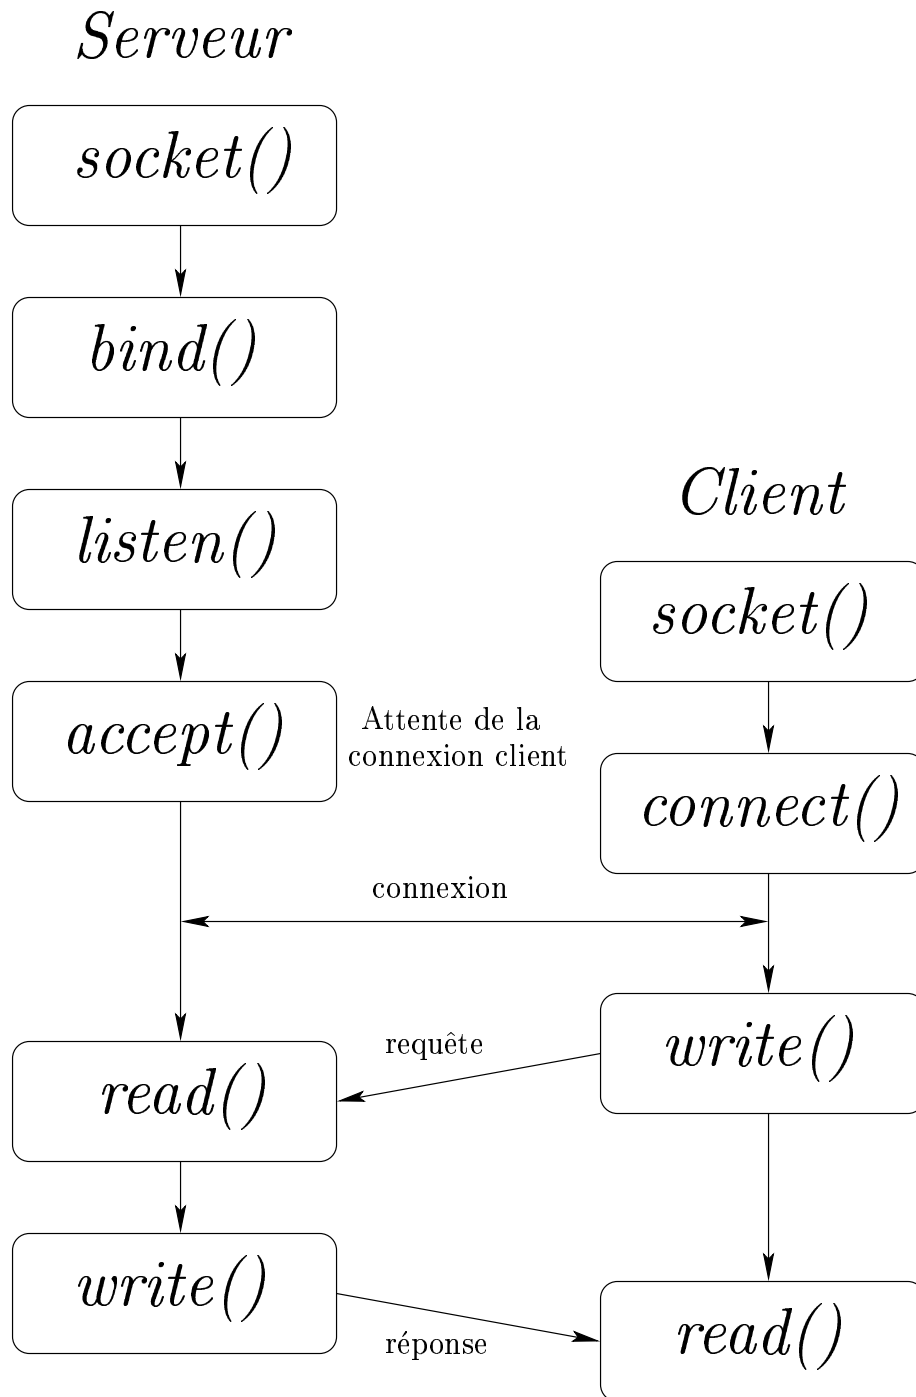 Serveur
socket()
bind()
listen()
accept()
Attente de la
connexion client
Client
socket()
connect()
connexion
write()
requête
read()
write()
réponse
read()